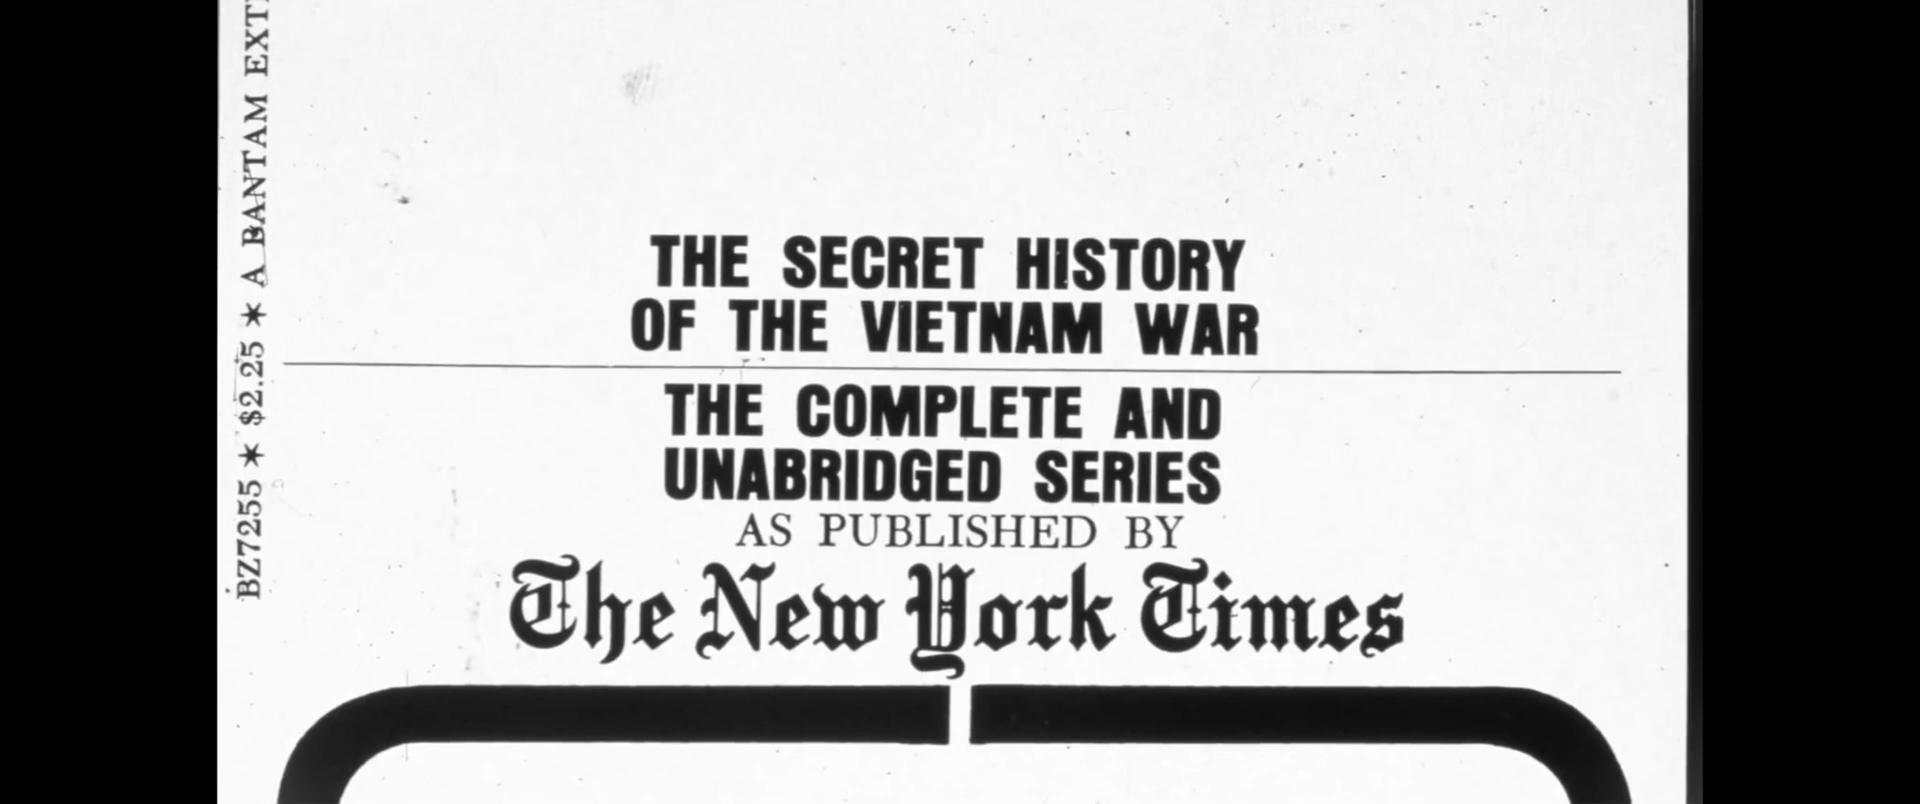 BZ7255 * $2.25 * A BANTAM
THE SECRET HISTORY
OF THE VIETNAM WAR
THE COMPLETE AND
UNABRIDGED SERIES
AS PUBLISHED BY
The New York Times